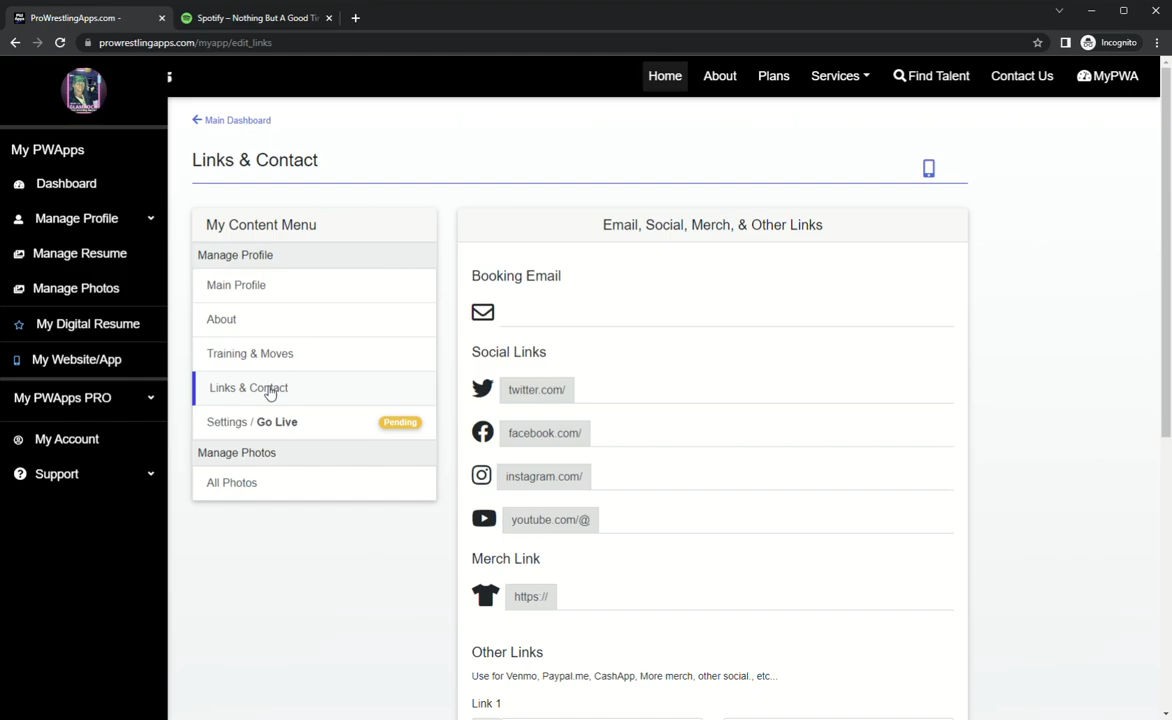 ProWrestlingApps.com -
Spotify – Nothing But A Good Ti
prowrestlingapps.com/myapp/edit_links
Incognito
Home
About
Plans
Services
Find Talent
Contact Us
MyPWA
My PWApps
Dashboard
Manage Profile
Manage Resume
Manage Photos
My Digital Resume
My Website/App
My PWApps PRO
My Account
Support
Main Dashboard
Links & Contact
My Content Menu
Manage Profile
Main Profile
About
Training & Moves
Links & Contact
Settings / Go Live
Pending
Manage Photos
All Photos
Email, Social, Merch, & Other Links
Booking Email
Social Links
twitter.com/
facebook.com/
instagram.com/
youtube.com/@
Merch Link
https://
Other Links
Use for Venmo, Paypal.me, CashApp, More merch, other social., etc...
Link 1